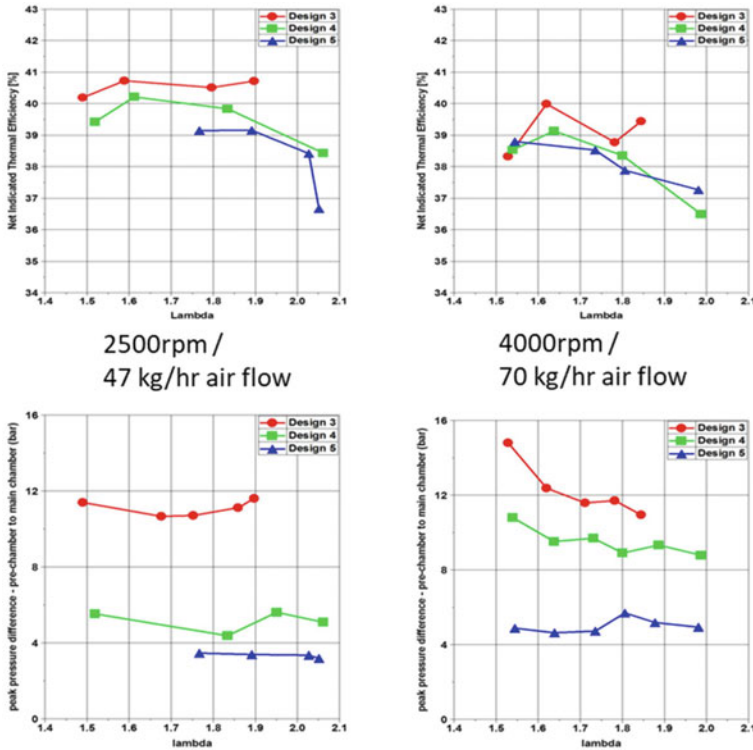 43
42
41
40
39
38
37
36
35
34
Net Indicated Thermal Efficiency [%]
Design 3
Design 4
Design 5
1.4 1.5 1.6 1.7 1.8 1.9 2.0 2.1
Lambda
43
42
41
40
39
38
37
36
35
34
Net Indicated Thermal Efficiency [%]
Design 3
Design 4
Design 5
1.4 1.5 1.6 1.7 1.8 1.9 2.0 2.1
Lambda
2500rpm /
47 kg/hr air flow
4000rpm /
70 kg/hr air flow
16
12
8
4
0
peak pressure difference - pre-chamber to main chamber (bar)
Design 3
Design 4
Design 5
1.4 1.5 1.6 1.7 1.8 1.9 2.0 2.1
lambda
16
12
8
4
0
peak pressure difference - pre-chamber to main chamber (bar)
Design 3
Design 4
Design 5
1.4 1.5 1.6 1.7 1.8 1.9 2.0 2.1
lambda